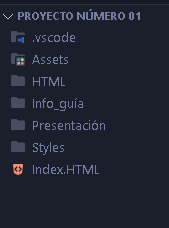 PROYECTO NÚMERO 01
.vscode
Assets
HTML
Info_guía
Presentación
Styles
Index.HTML